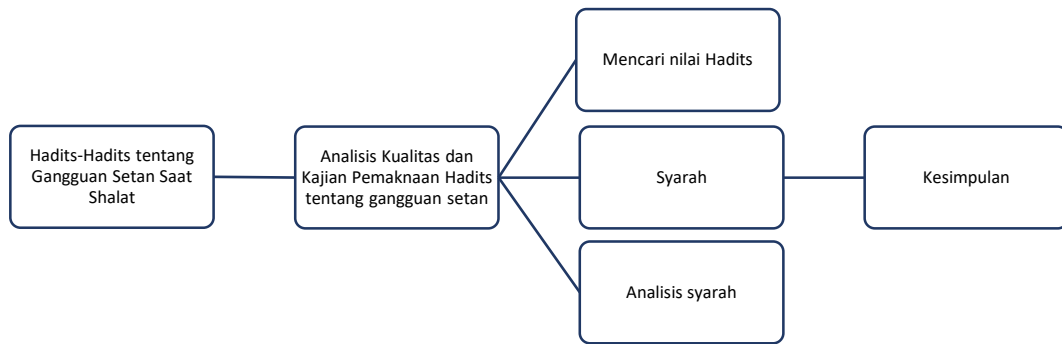 Hadits-Hadits tentang
Gangguan Setan Saat
Shalat
Analisis Kualitas dan
Kajian Pemaknaan Hadits
tentang gangguan setan
Mencari nilai Hadits
Syarah
Analisis syarah
Kesimpulan